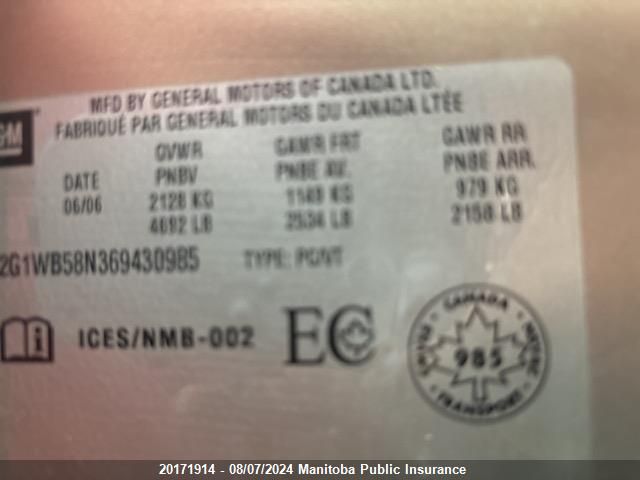 MFD BY GENERAL MOTORS OF CANADA LTD.
FABRIQUÉ PAR GENERAL MOTORS DU CANADA LTÉE
GM
DATE
06/06
GVWR
PNBV
2128 KG
4692 LB
GAWR FRT
PNBE AV.
1149 KG
2534 LB
GAWR RR
PNBE ARR.
979 KG
2158 LB
2G1WB58N369430985 TYPE:
ICES/NMB-002
EC
CANADA
985
TRANSPORT
20171914 - 08/07/2024 Manitoba Public Insurance